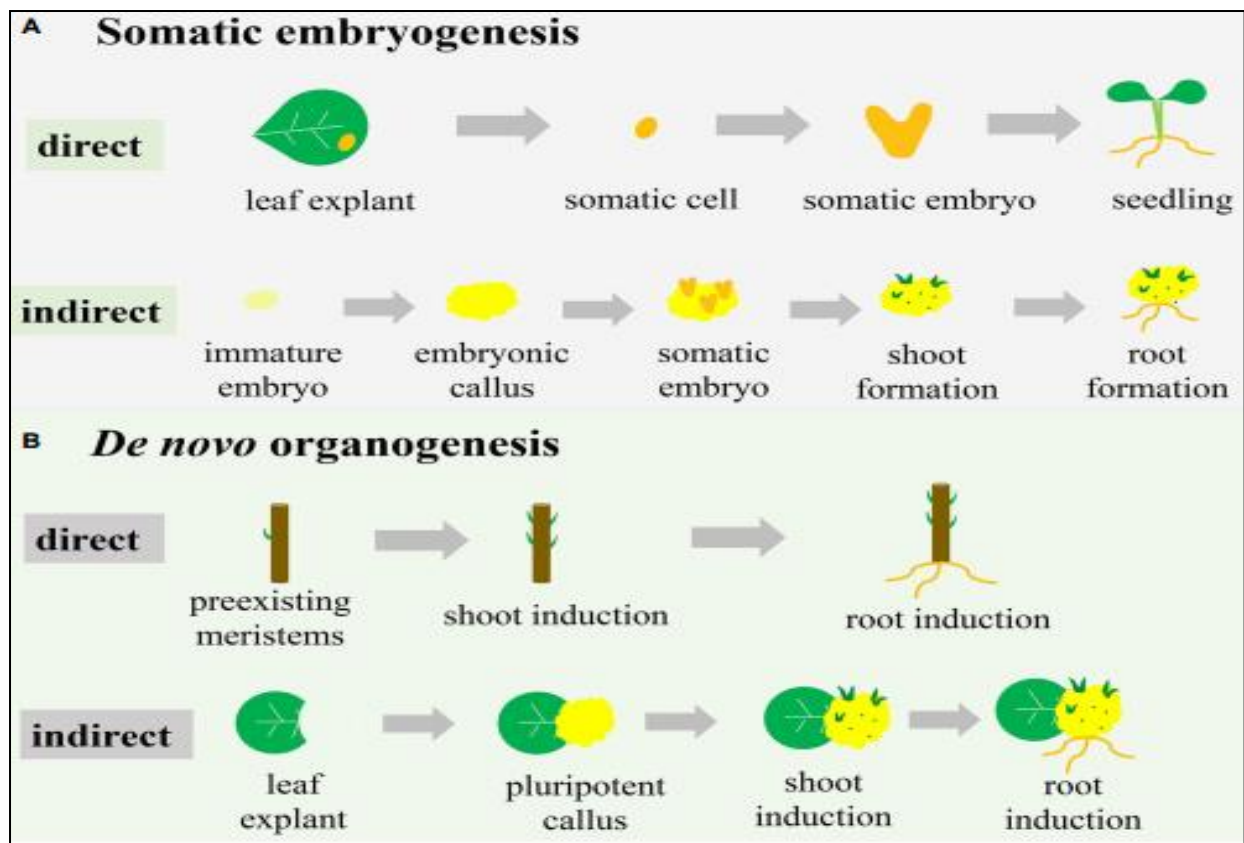 A Somatic embryogenesis
direct
leaf explant
somatic cell
somatic embryo
seedling
indirect
immature
embryo
embryonic
callus
somatic
embryo
shoot
formation
root
formation
B De novo organogenesis
direct
preexisting
meristems
shoot induction
root induction
indirect
leaf
explant
pluripotent
callus
shoot
induction
root
induction